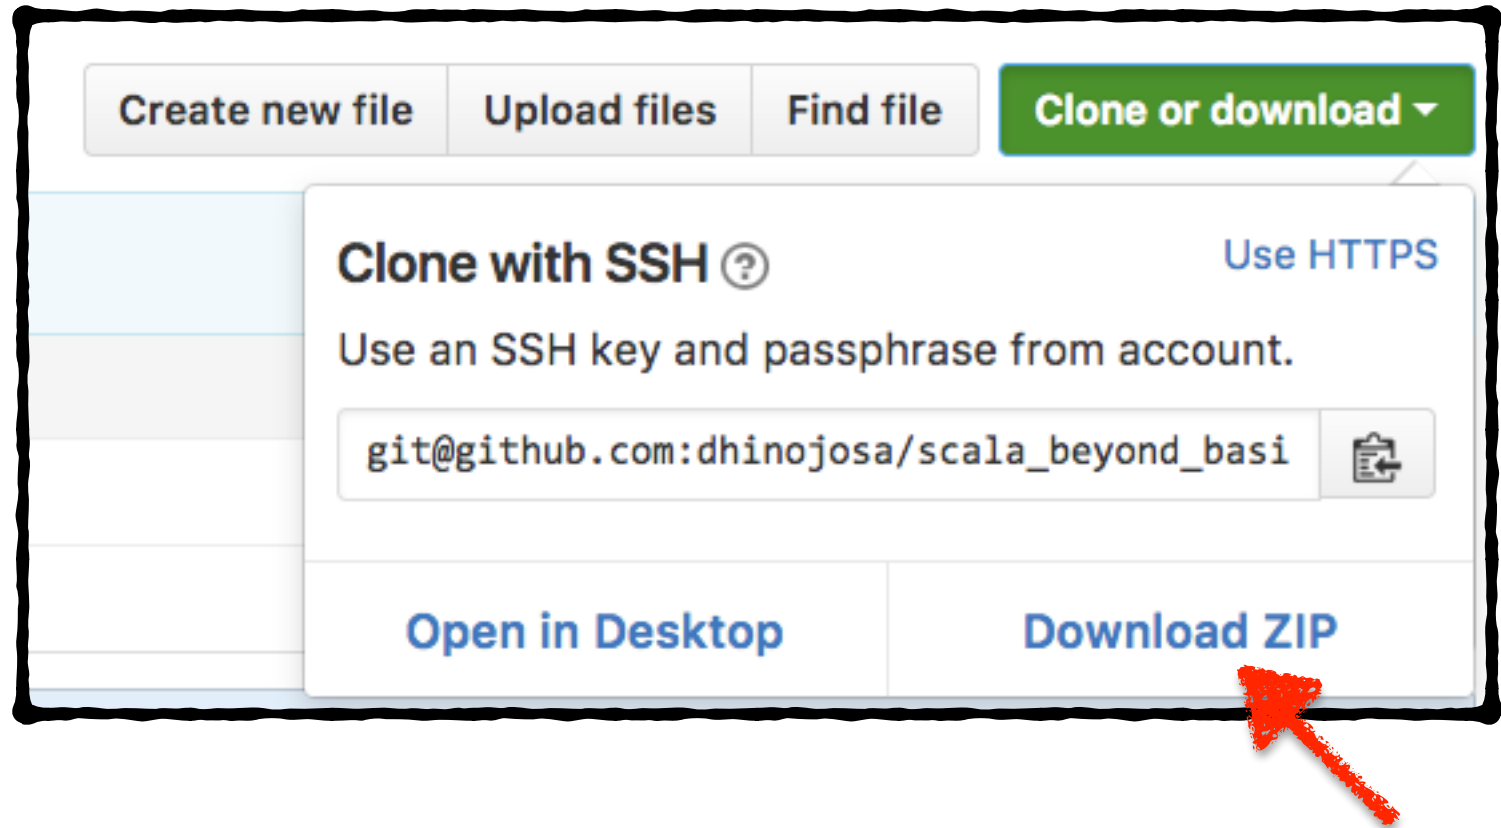 Create new file Upload files Find file Clone or download
Clone with SSH ? Use HTTPS
Use an SSH key and passphrase from account.
git@github.com:dhinojosa/scala_beyond_basi
Open in Desktop Download ZIP